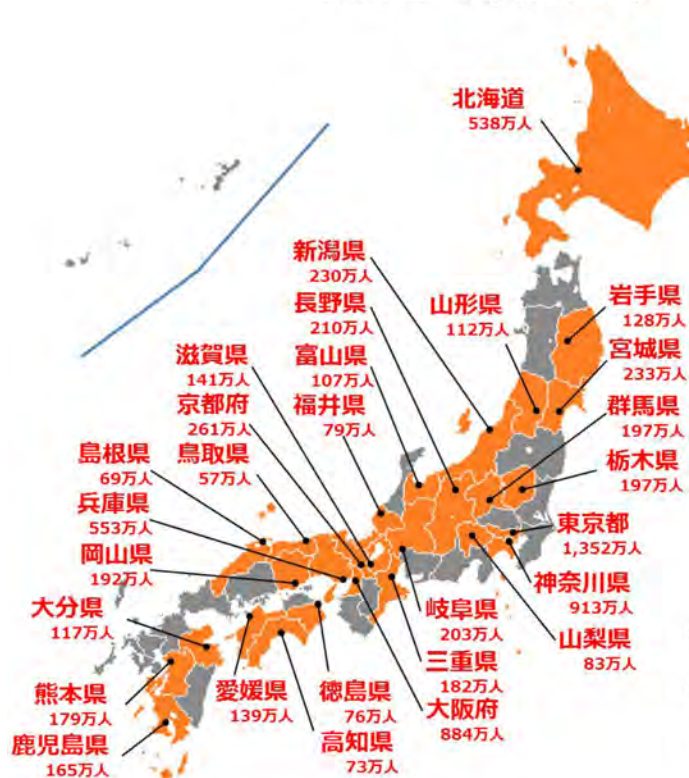 北海道
538万人
新潟県
230万人
長野県
210万人
山形県
112万人
岩手県
128万人
宮城県
233万人
滋賀県
141万人
富山県
107万人
京都府
261万人
福井県
79万人
群馬県
197万人
島根県
69万人
鳥取県
57万人
栃木県
197万人
兵庫県
553万人
東京都
1,352万人
岡山県
192万人
神奈川県
913万人
大分県
117万人
岐阜県
203万人
山梨県
83万人
三重県
182万人
熊本県
179万人
愛媛県
139万人
徳島県
76万人
大阪府
884万人
鹿児島県
165万人
高知県
73万人